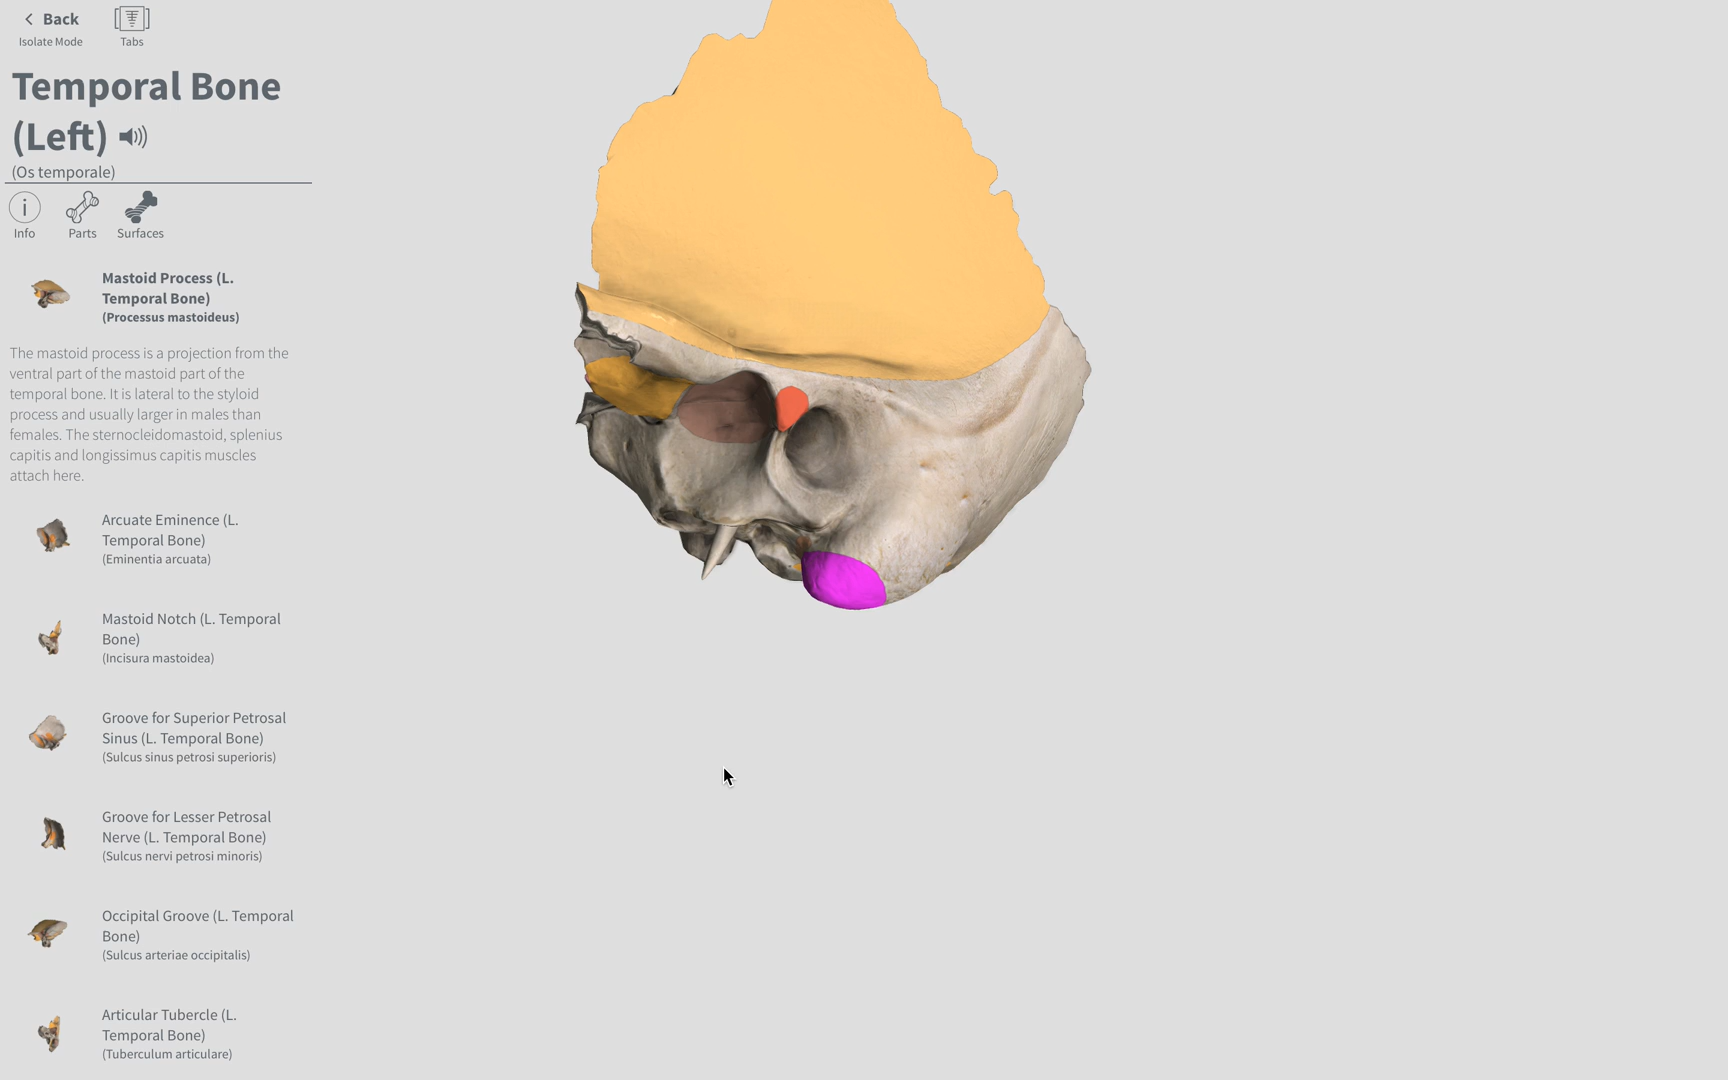 Back
Isolate Mode
Tabs
Temporal Bone
(Left)
(Os temporale)
Info
Parts
Surfaces
Mastoid Process (L.
Temporal Bone)
(Processus mastoideus)
The mastoid process is a projection from the
ventral part of the mastoid part of the
temporal bone. It is lateral to the styloid
process and usually larger in males than
females. The sternocleidomastoid, splenius
capitis and longissimus capitis muscles
attach here.
Arcuate Eminence (L.
Temporal Bone)
(Eminentia arcuata)
Mastoid Notch (L. Temporal
Bone)
(Incisura mastoidea)
Groove for Superior Petrosal
Sinus (L. Temporal Bone)
(Sulcus sinus petrosi superioris)
Groove for Lesser Petrosal
Nerve (L. Temporal Bone)
(Sulcus nervi petrosi minoris)
Occipital Groove (L. Temporal
Bone)
(Sulcus arteriae occipitalis)
Articular Tubercle (L.
Temporal Bone)
(Tuberculum articulare)